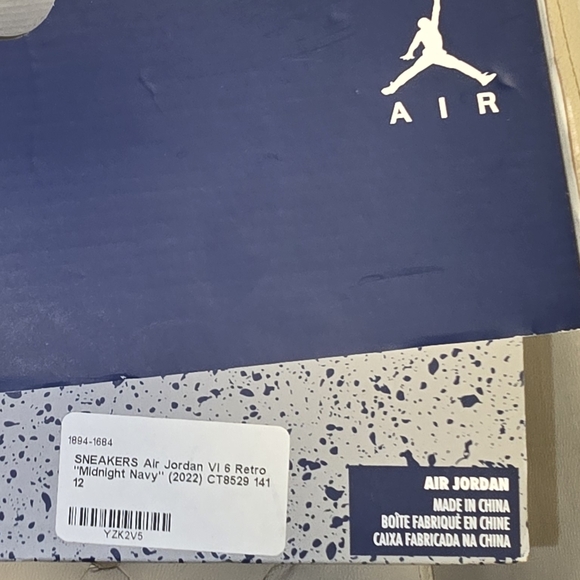 AIR
1894-1684
SNEAKERS Air Jordan VI 6 Retro
"Midnight Navy" (2022) CT8529 141
12
YZK2V5
AIR JORDAN
MADE IN CHINA
BOÎTE FABRIQUÉ EN CHINE
CAIXA FABRICADA NA CHINA